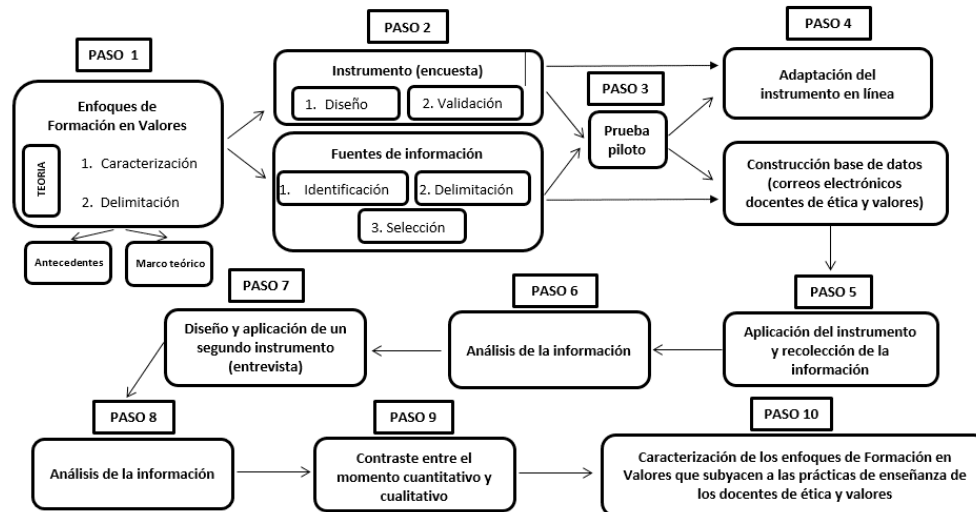 PASO 1
Enfoques de
Formación en Valores
TEORIA
1. Caracterización
2. Delimitación
Antecedentes
Marco teórico
PASO 2
Instrumento (encuesta)
1. Diseño
2. Validación
Fuentes de información
1. Identificación
2. Delimitación
3. Selección
PASO 3
Prueba
piloto
PASO 4
Adaptación del
instrumento en línea
Construcción base de datos
(correos electrónicos
docentes de ética y valores)
PASO 5
Aplicación del instrumento
y recolección de la
información
PASO 6
Análisis de la información
PASO 7
Diseño y aplicación de un
segundo instrumento
(entrevista)
PASO 8
Análisis de la información
PASO 9
Contraste entre el
momento cuantitativo y
cualitativo
PASO 10
Caracterización de los enfoques de Formación en
Valores que subyacen a las prácticas de enseñanza de
los docentes de ética y valores